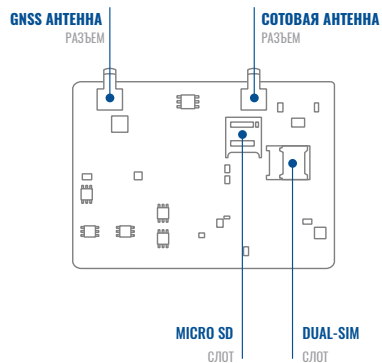 GNSS АНТЕННА
РАЗЪЕМ
СОТОВАЯ АНТЕННА
РАЗЪЕМ
MICRO SD
СЛОТ
DUAL-SIM
СЛОТ